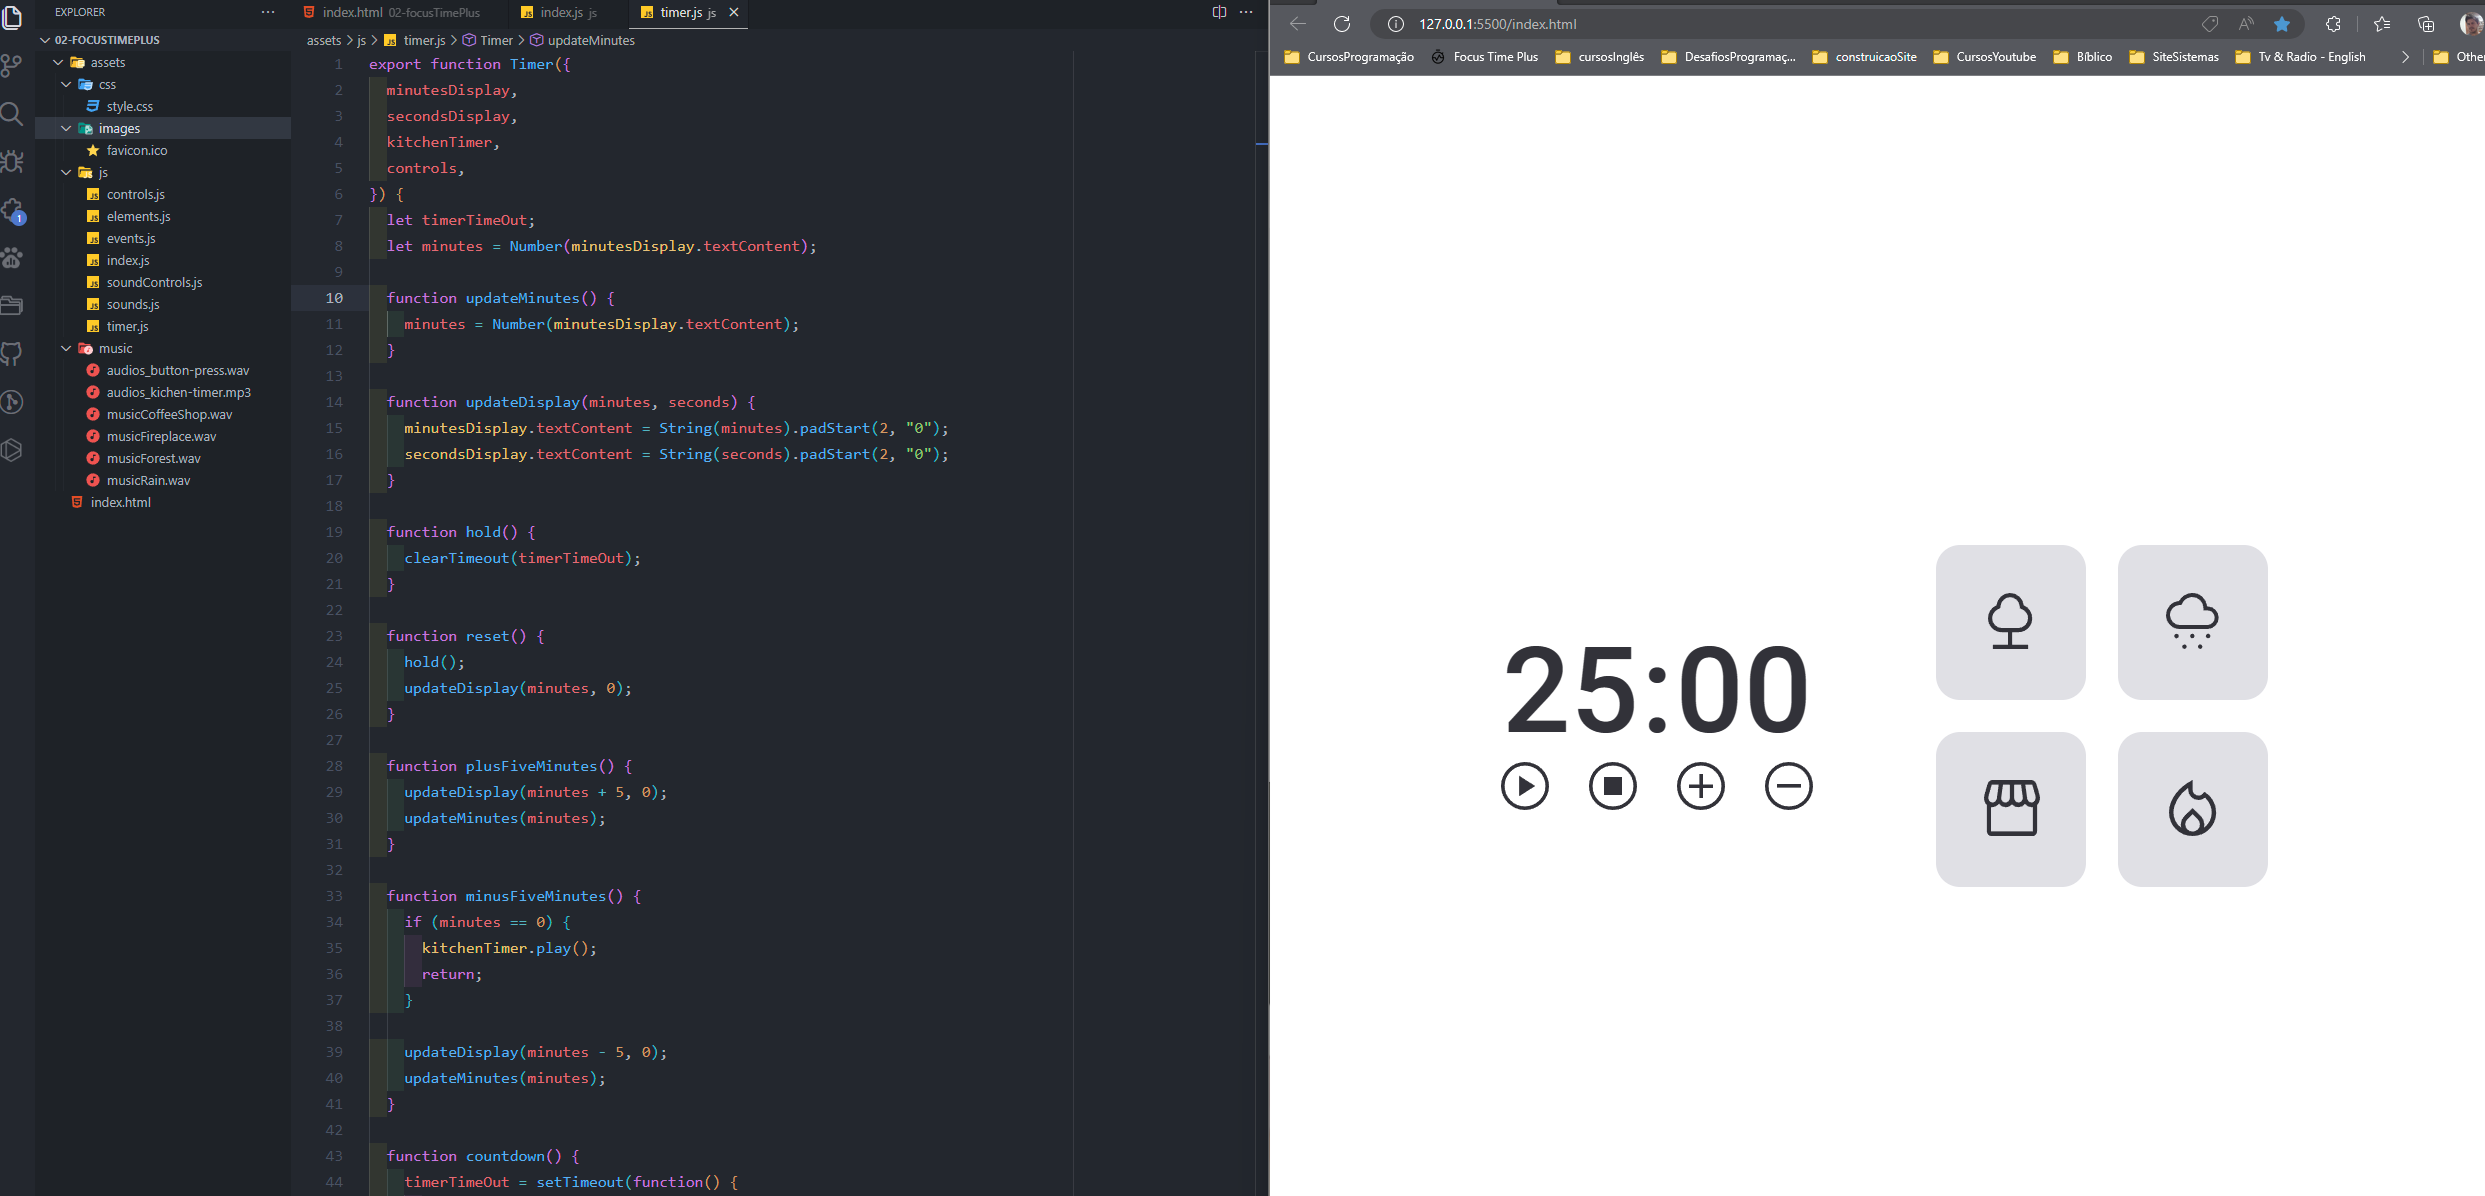 EXPLORER
02-FOCUSTIMEPLUS
assets
css
style.css
images
favicon.ico
js
controls.js
elements.js
events.js
index.js
soundControls.js
sounds.js
timer.js
music
audios_button-press.wav
audios_kichen-timer.mp3
musicCoffeeShop.wav
musicFireplace.wav
musicForest.wav
musicRain.wav
index.html
1
index.html 02-focusTimePlus
index.js js
timer.js js
assets > js > timer.js > Timer > updateMinutes
1 export function Timer({
2 minutesDisplay,
3 secondsDisplay,
4 kitchenTimer,
5 controls,
6 }) {
7 let timerTimeOut;
8 let minutes = Number(minutesDisplay.textContent);
9
10 function updateMinutes() {
11 minutes = Number(minutesDisplay.textContent);
12 }
13
14 function updateDisplay(minutes, seconds) {
15 minutesDisplay.textContent = String(minutes).padStart(2, "0");
16 secondsDisplay.textContent = String(seconds).padStart(2, "0");
17 }
18
19 function hold() {
20 clearTimeout(timerTimeOut);
21 }
22
23 function reset() {
24 hold();
25 updateDisplay(minutes, 0);
26 }
27
28 function plusFiveMinutes() {
29 updateDisplay(minutes + 5, 0);
30 updateMinutes(minutes);
31 }
32
33 function minusFiveMinutes() {
34 if (minutes == 0) {
35 kitchenTimer.play();
36 return;
37 }
38
39 updateDisplay(minutes - 5, 0);
40 updateMinutes(minutes);
41 }
42
43 function countdown() {
44 timerTimeOut = setTimeout(function() {
127.0.0.1:5500/index.html
CursosProgramação
Focus Time Plus
cursosInglês
DesafiosProgramaç...
construicaoSite
CursosYoutube
Bíblico
SiteSistemas
Tv & Radio - English
Othe
25:00